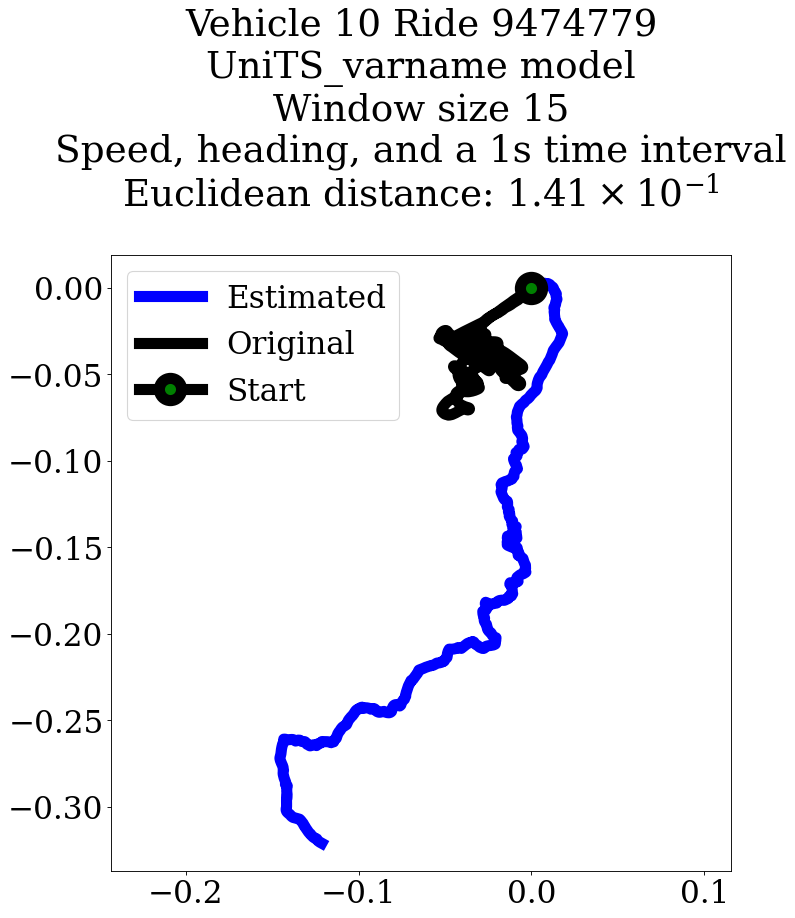 Vehicle 10 Ride 9474779
UniTS_varname model
Window size 15
Speed, heading, and a 1s time interval
Euclidean distance: 1.41 × 10⁻¹
Estimated
Original
Start
0.00
−0.05
−0.10
−0.15
−0.20
−0.25
−0.30
−0.2
−0.1
0.0
0.1